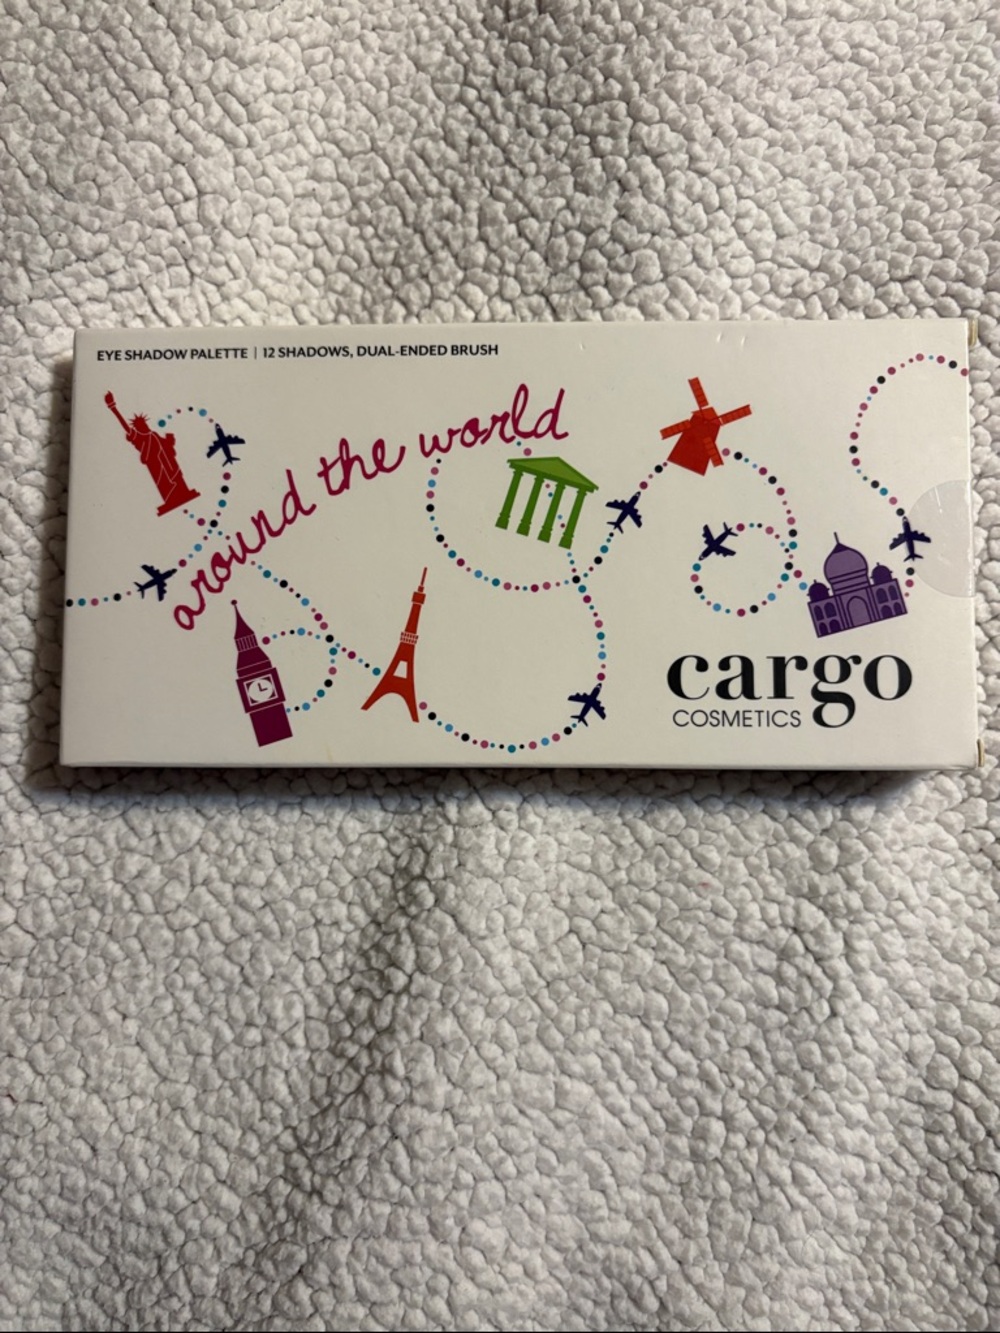 EYE SHADOW PALETTE | 12 SHADOWS, DUAL-ENDED BRUSH
around the world
cargo
COSMETICS